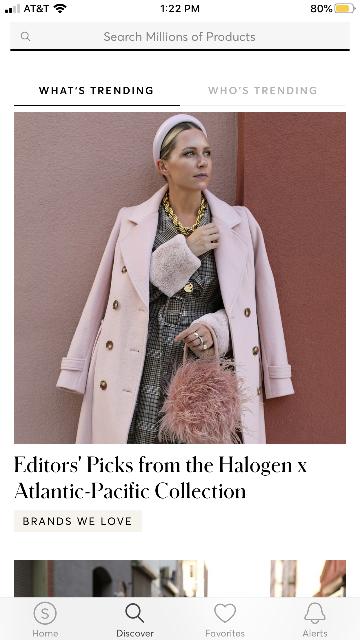 AT&T 1:22 PM 80%
Search Millions of Products
WHAT'S TRENDING WHO'S TRENDING
Editors' Picks from the Halogen x
Atlantic-Pacific Collection
BRANDS WE LOVE
S
Home Discover Favorites Alerts